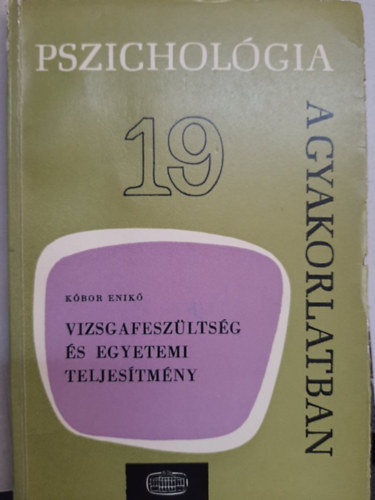 PSZICHOLÓGIA
A GYAKORLATBAN
19
KÓBOR ENIKŐ
VIZSGAFESZÜLTSÉG
ÉS EGYETEMI
TELJESÍTMÉNY